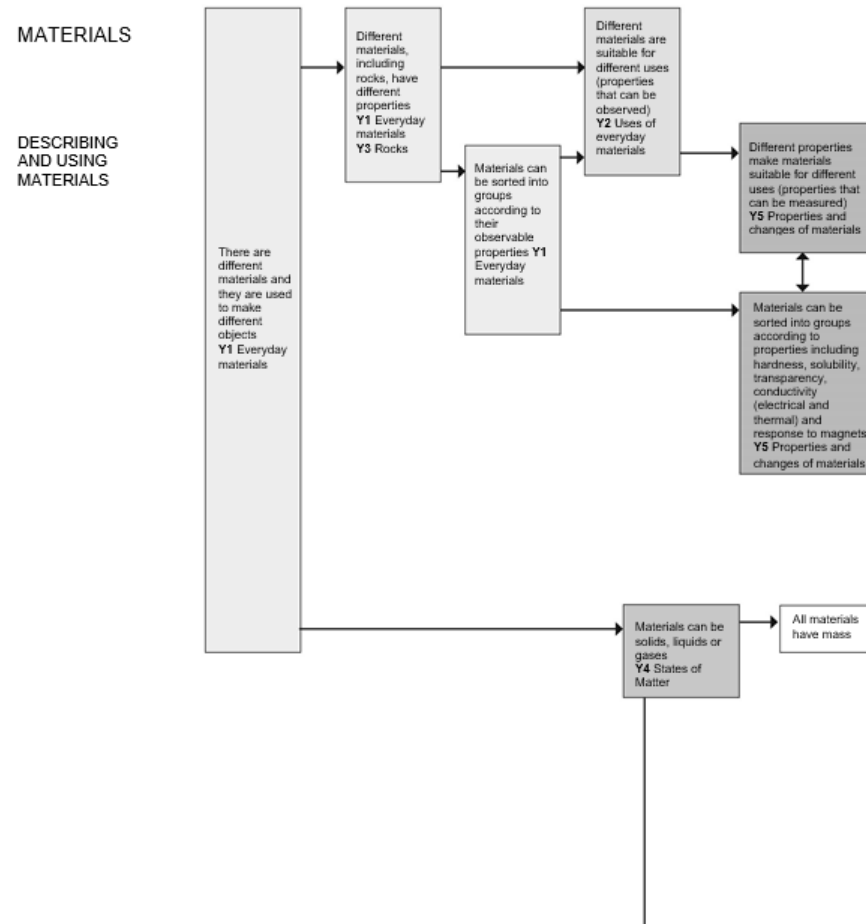 MATERIALS
DESCRIBING
AND USING
MATERIALS
There are
different
materials and
they are used
to make
different
objects
Y1 Everyday
materials
Different
materials,
including
rocks, have
different
properties
Y1 Everyday
materials
Y3 Rocks
Materials can
be sorted into
groups
according to
their
observable
properties Y1
Everyday
materials
Different
materials are
suitable for
different uses
(properties
that can be
observed)
Y2 Uses of
everyday
materials
Different properties
make materials
suitable for different
uses (properties that
can be measured)
Y5 Properties and
changes of materials
Materials can be
sorted into groups
according to
properties including
hardness, solubility,
transparency,
conductivity
(electrical and
thermal) and
response to magnets
Y5 Properties and
changes of materials
Materials can be
solids, liquids or
gases
Y4 States of
Matter
All materials
have mass